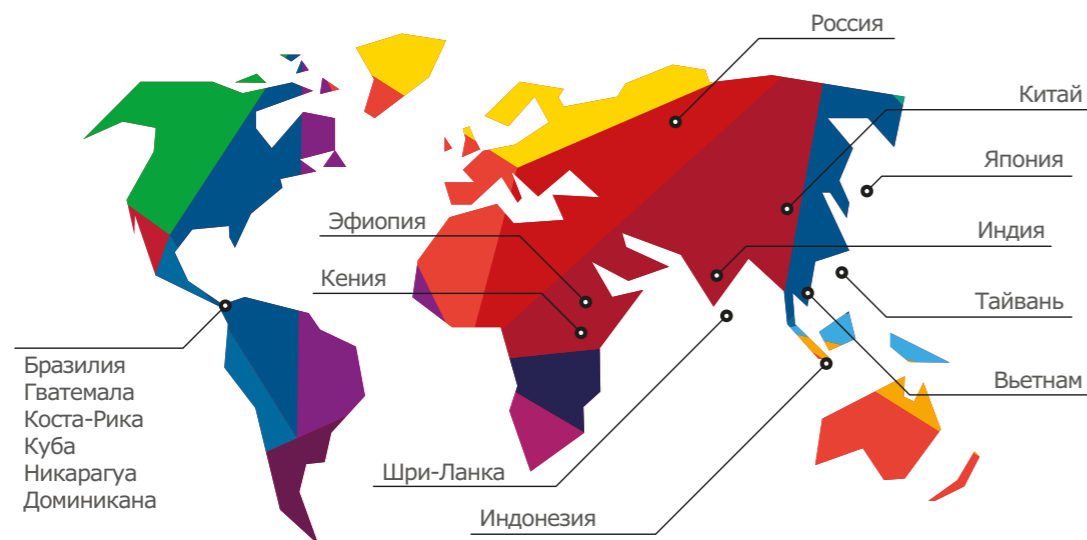 Россия
Китай
Япония
Эфиопия
Индия
Кения
Тайвань
Бразилия
Гватемала
Коста-Рика
Куба
Никарагуа
Доминикана
Вьетнам
Шри-Ланка
Индонезия